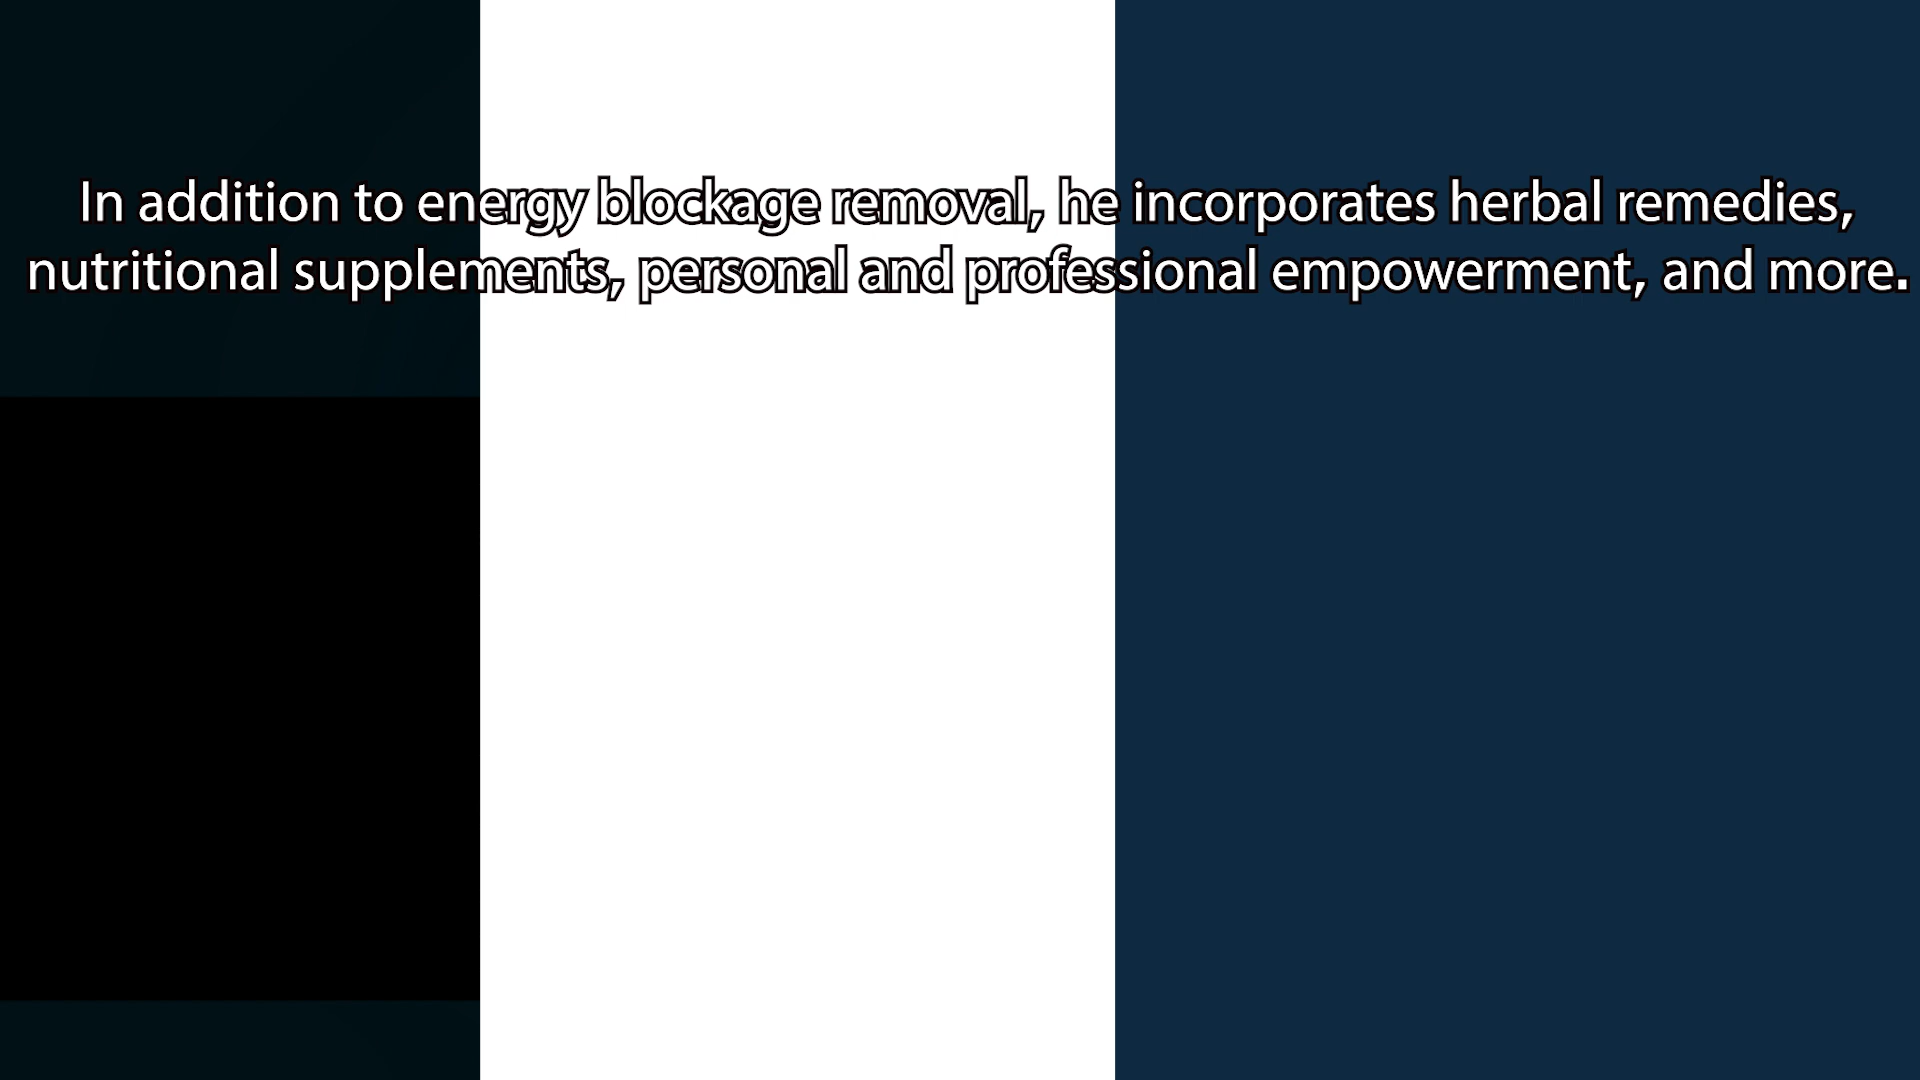 In addition to energy blockage removal, he incorporates herbal remedies,
nutritional supplements, personal and professional empowerment, and more.